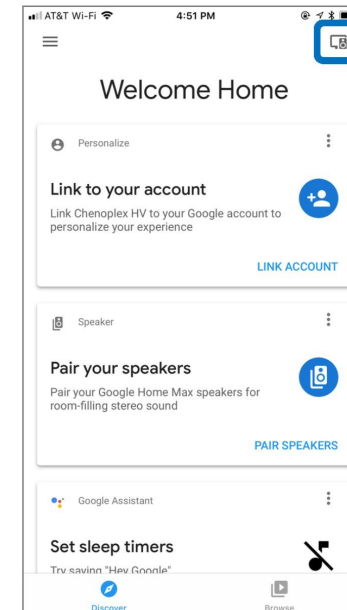 AT&T Wi-Fi 4:51 PM
Welcome Home
Personalize
Link to your account
Link Chenoplex HV to your Google account to
personalize your experience
LINK ACCOUNT
Speaker
Pair your speakers
Pair your Google Home Max speakers for
room-filling stereo sound
PAIR SPEAKERS
Google Assistant
Set sleep timers
Try saying "Hey Google"
Discover Browse